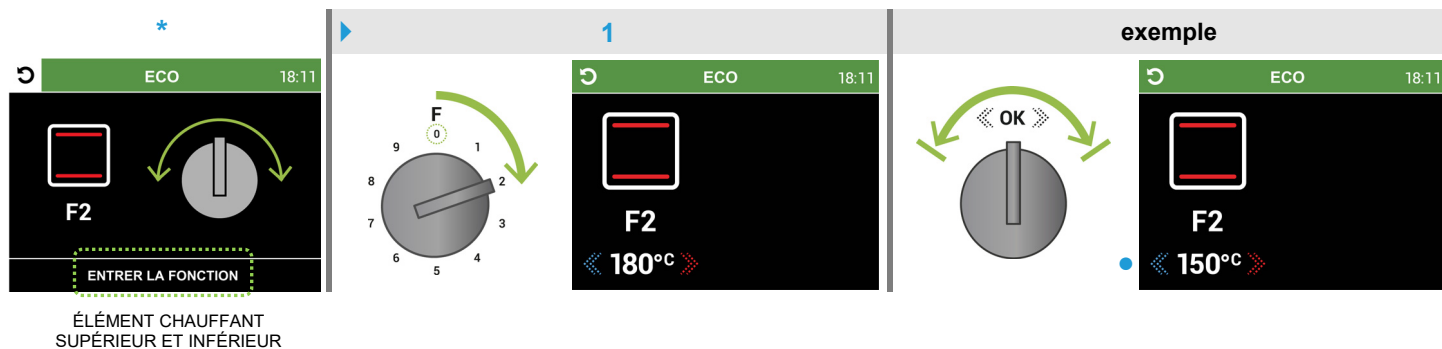 *
1
exemple
ECO 18:11
F2
ENTRER LA FONCTION
ÉLÉMENT CHAUFFANT
SUPÉRIEUR ET INFÉRIEUR
F
0
1
2
3
4
5
6
7
8
9
ECO 18:11
F2
180°C
OK
ECO 18:11
F2
150°C